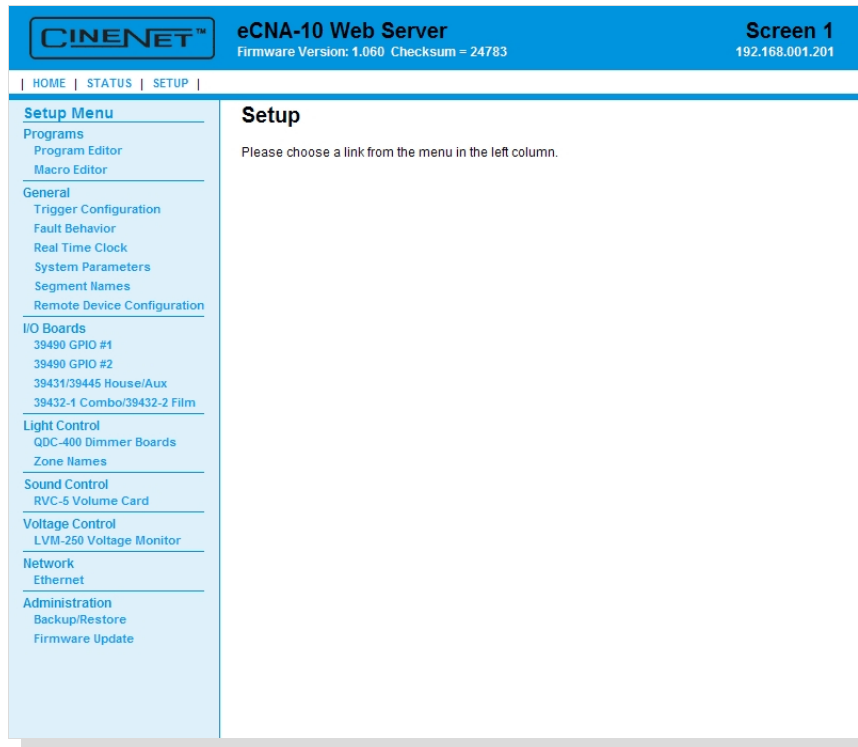 CINENET™
eCNA-10 Web Server
Firmware Version: 1.060 Checksum = 24783
Screen 1
192.168.001.201
| HOME | STATUS | SETUP |
Setup Menu
Programs
Program Editor
Macro Editor
General
Trigger Configuration
Fault Behavior
Real Time Clock
System Parameters
Segment Names
Remote Device Configuration
I/O Boards
39490 GPIO #1
39490 GPIO #2
39431/39445 House/Aux
39432-1 Combo/39432-2 Film
Light Control
QDC-400 Dimmer Boards
Zone Names
Sound Control
RVC-5 Volume Card
Voltage Control
LVM-250 Voltage Monitor
Network
Ethernet
Administration
Backup/Restore
Firmware Update
Setup
Please choose a link from the menu in the left column.